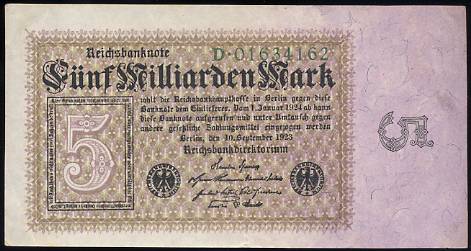 Reichsbanknote
D·01634162
Fünf Milliarden Mark
zahlt die Reichsbankhauptkasse in Berlin gegen diese
Banknote dem Einlieferer. Vom 1. Januar 1924 ab kann
diese Banknote aufgerufen und unter Umtausch gegen
andere gesetzliche Zahlungsmittel eingezogen werden
Berlin, den 10. September 1923
Reichsbankdirektorium
5
5